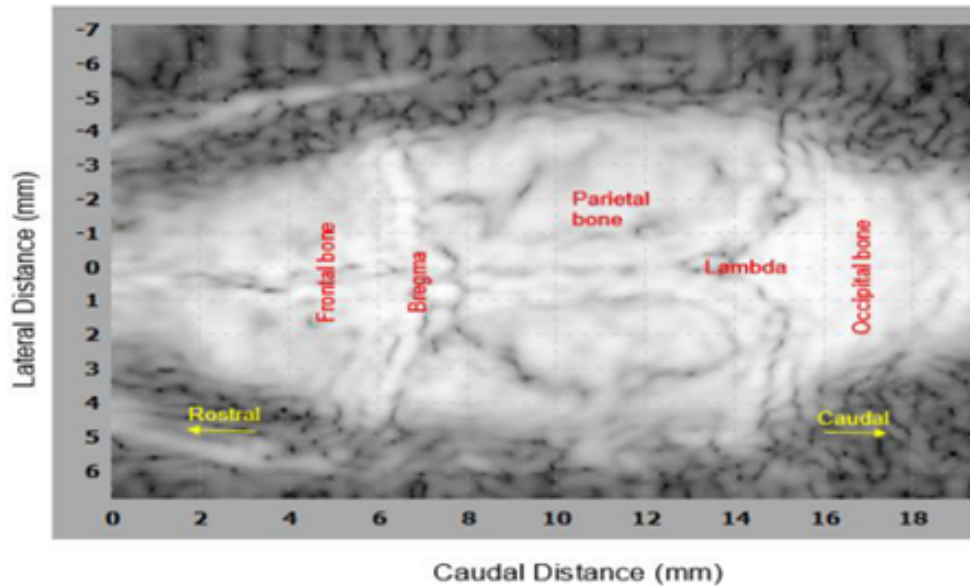 -7
-6
-5
-4
-3
-2
-1
0
1
2
3
4
5
6
Lateral Distance (mm)
Frontal bone
Bregma
Parietal
bone
Lambda
Occipital bone
Rostral
Caudal
0 2 4 6 8 10 12 14 16 18
Caudal Distance (mm)